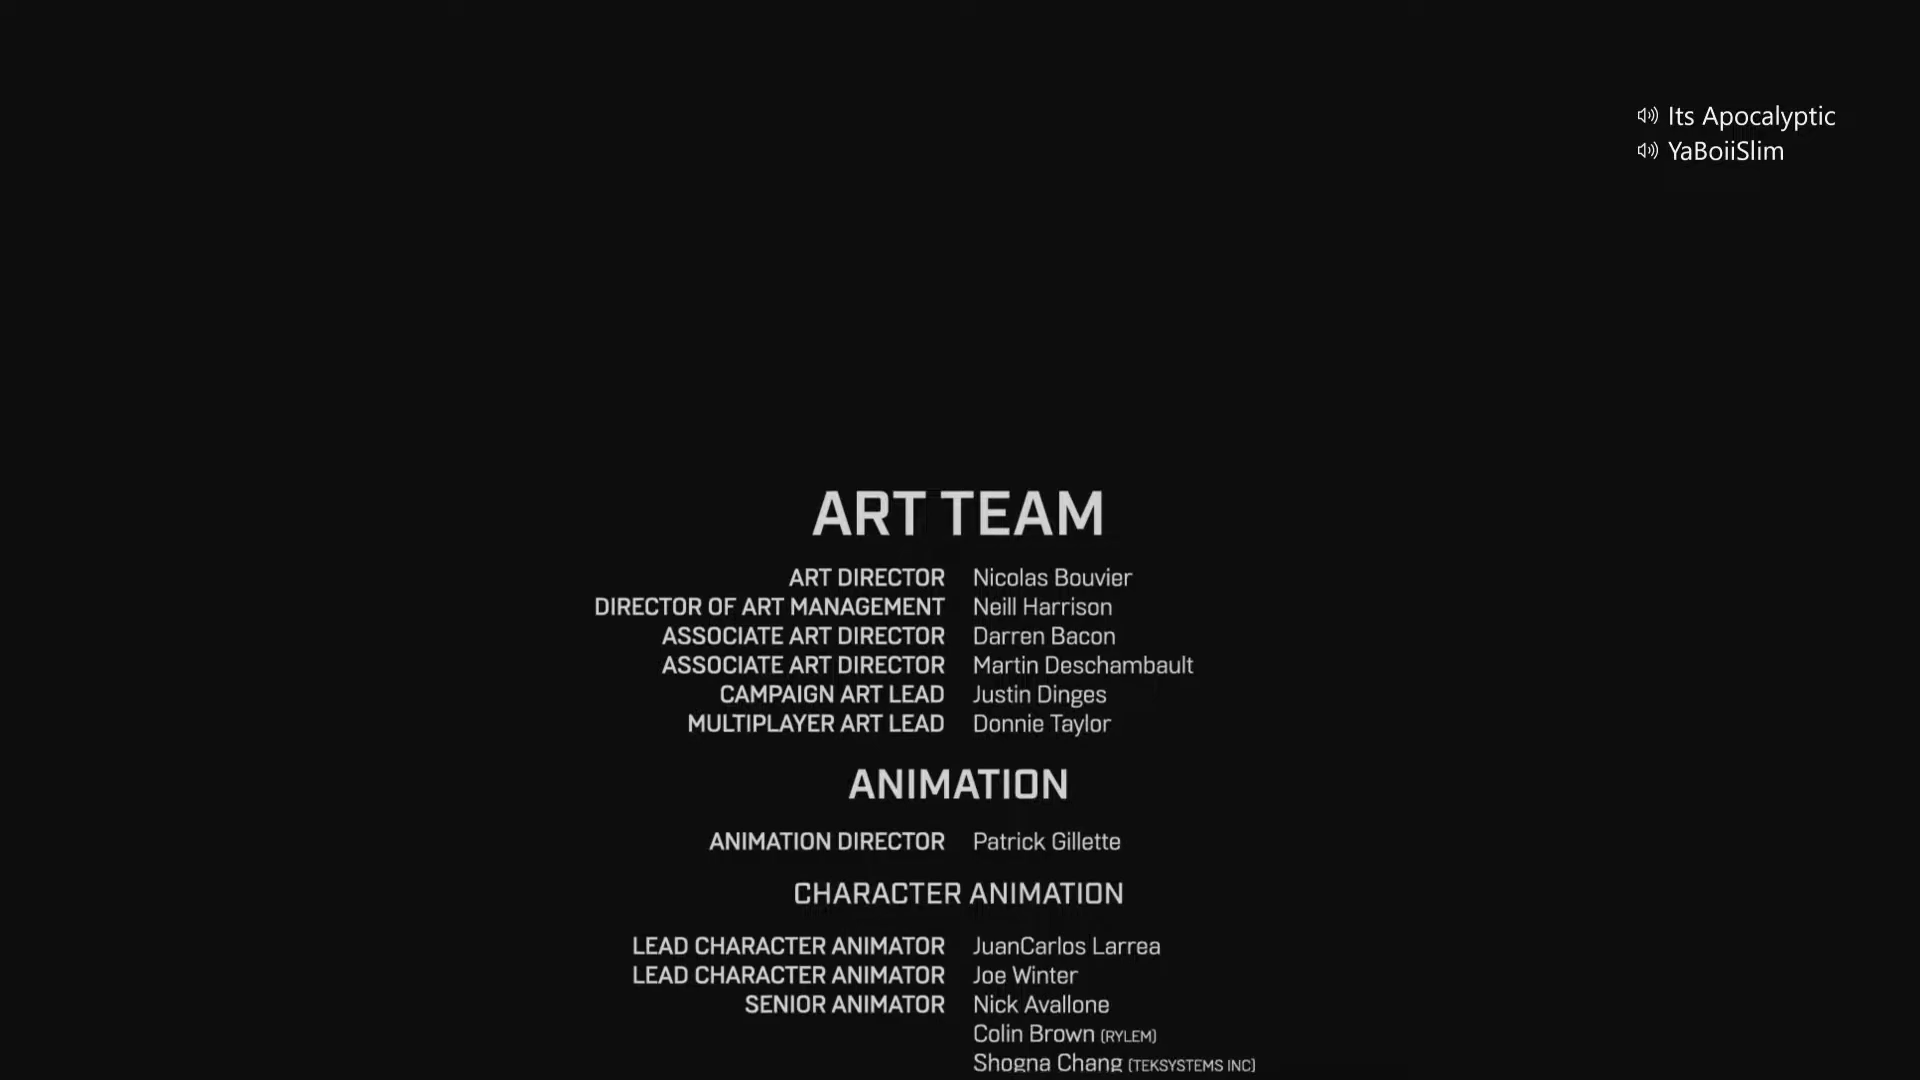 Its Apocalyptic
YaBoiiSlim
ART TEAM
ART DIRECTOR Nicolas Bouvier
DIRECTOR OF ART MANAGEMENT Neill Harrison
ASSOCIATE ART DIRECTOR Darren Bacon
ASSOCIATE ART DIRECTOR Martin Deschambault
CAMPAIGN ART LEAD Justin Dinges
MULTIPLAYER ART LEAD Donnie Taylor
ANIMATION
ANIMATION DIRECTOR Patrick Gillette
CHARACTER ANIMATION
LEAD CHARACTER ANIMATOR JuanCarlos Larrea
LEAD CHARACTER ANIMATOR Joe Winter
SENIOR ANIMATOR Nick Avallone
Colin Brown (RYLEM)
Shogna Chang (TEKSYSTEMS INC)